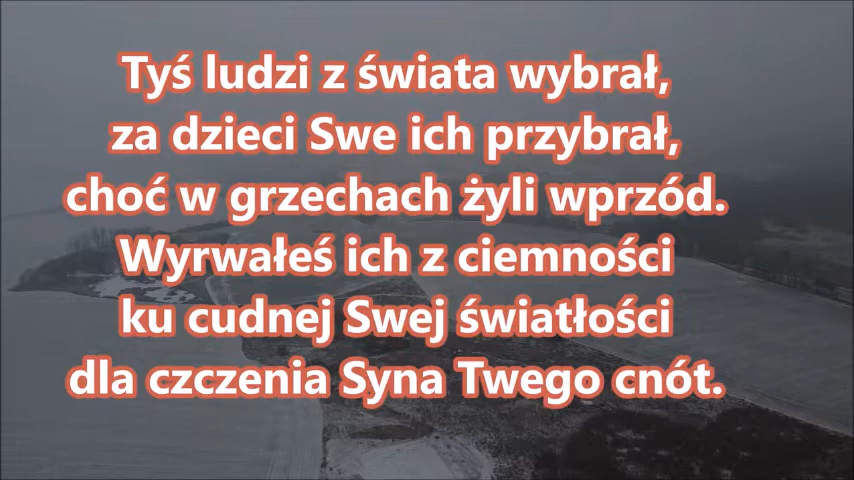 Tyś ludzi z świata wybrał,
za dzieci Swe ich przybrał,
choć w grzechach żyli wprzód.
Wyrwałeś ich z ciemności
ku cudnej Swej światłości
dla czczenia Syna Twego cnót.